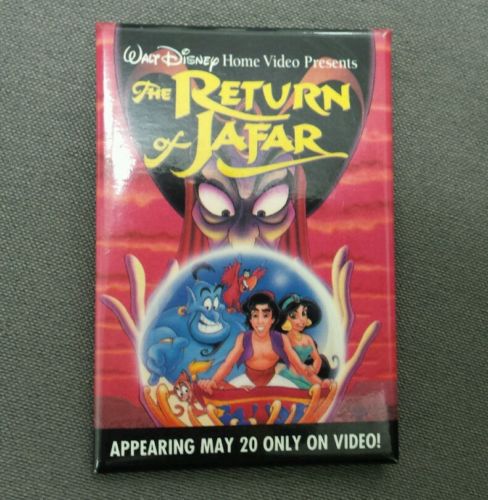 Walt Disney Home Video Presents
The Return
of Jafar
APPEARING MAY 20 ONLY ON VIDEO!